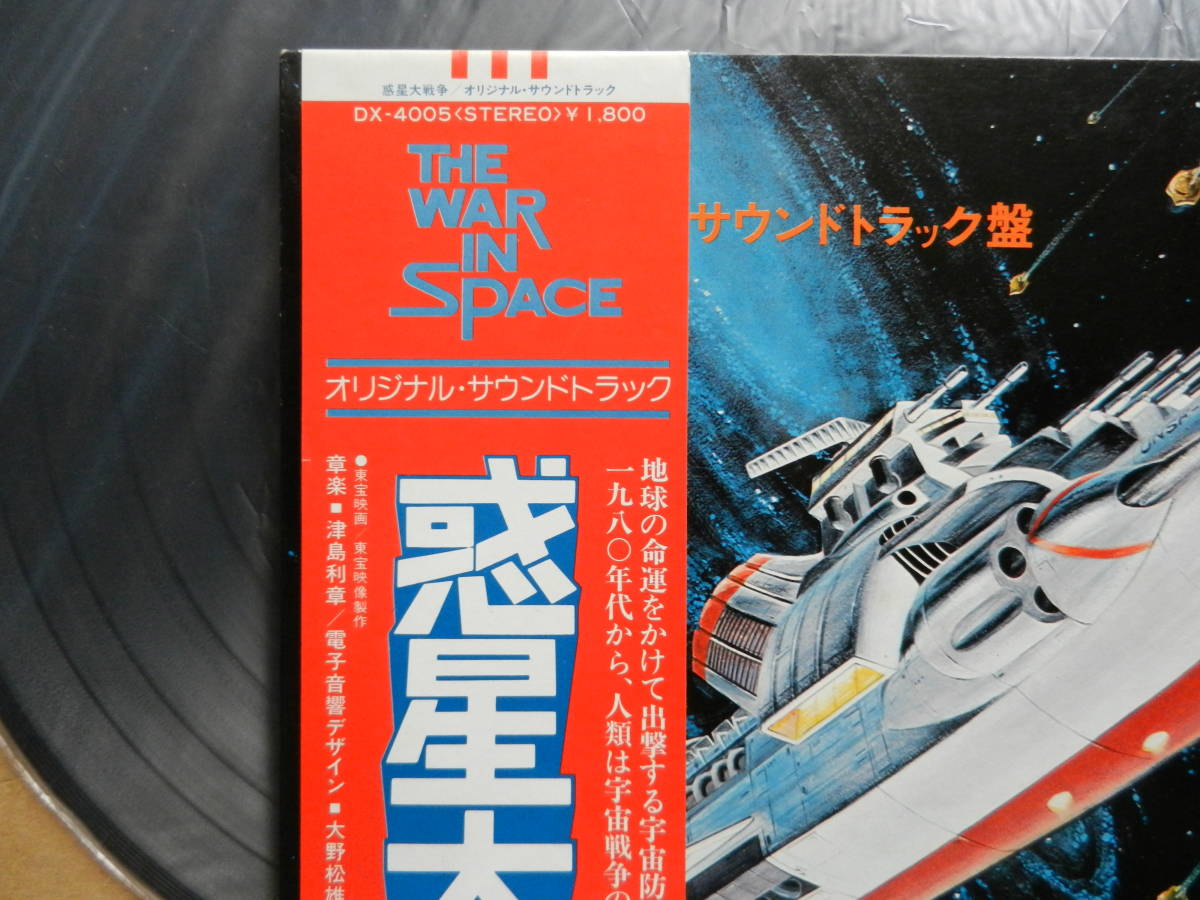 惑星大戦争/オリジナル・サウンドトラック
DX-4005〈STEREO〉¥1,800
THE
WAR
IN
SPACE
オリジナル・サウンドトラック
地球の命運をかけて出撃する宇宙防
一九八〇年代から、人類は宇宙戦争の
惑星大
●東宝映画/東宝映像製作
章楽■津島利章/電子音響デザイン■大野松雄
サウンドトラック盤